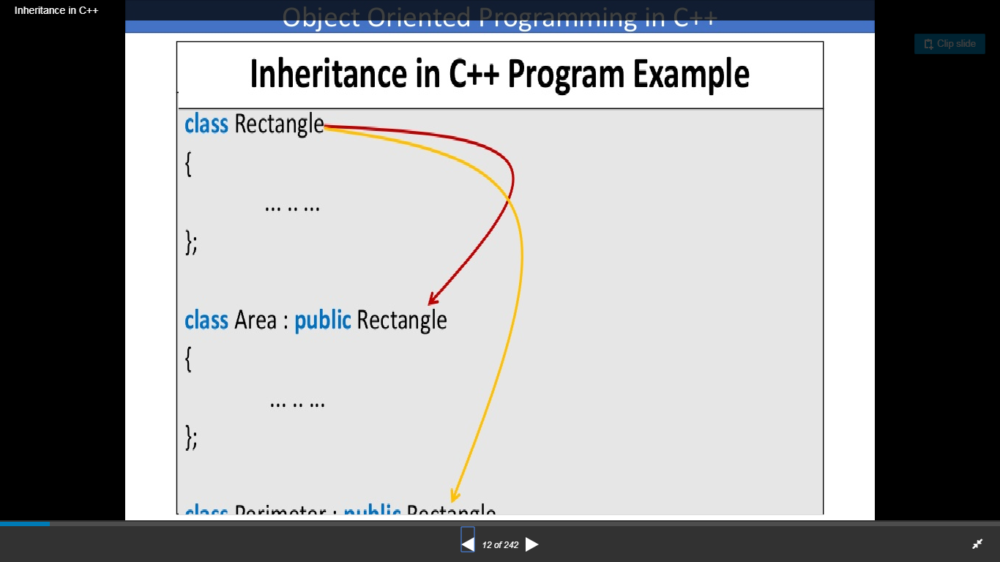 Inheritance in C++
Object Oriented Programming in C++
Clip slide
Inheritance in C++ Program Example
class Rectangle
{
... .. ...
};
class Area : public Rectangle
{
... .. ...
};
class Perimeter : public Rectangle
12 of 242